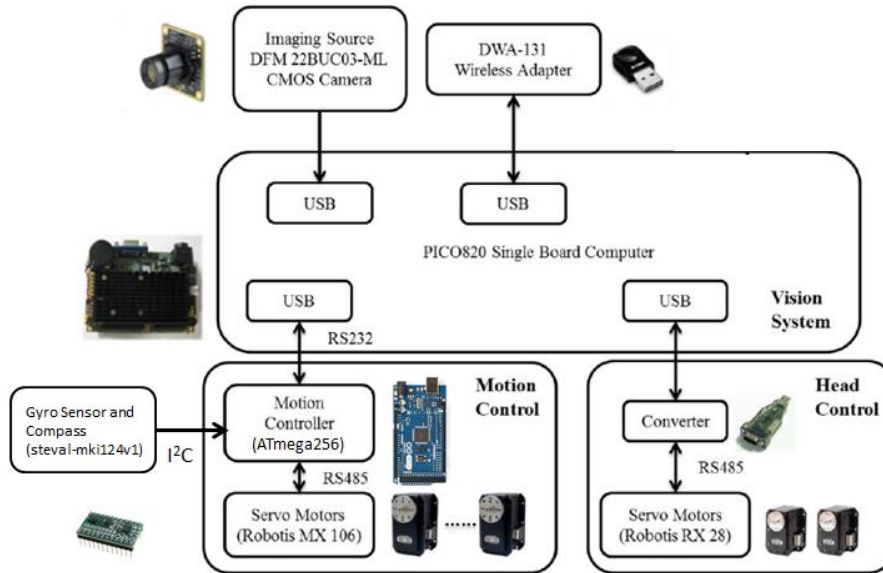 Imaging Source
DFM 22BUC03-ML
CMOS Camera
DWA-131
Wireless Adapter
USB
USB
PICO820 Single Board Computer
USB
USB
Vision
System
RS232
Gyro Sensor and
Compass
(steval-mki124v1)
I²C
Motion
Controller
(ATmega256)
Motion
Control
RS485
Servo Motors
(Robotis MX 106)
......
Head
Control
Converter
RS485
Servo Motors
(Robotis RX 28)